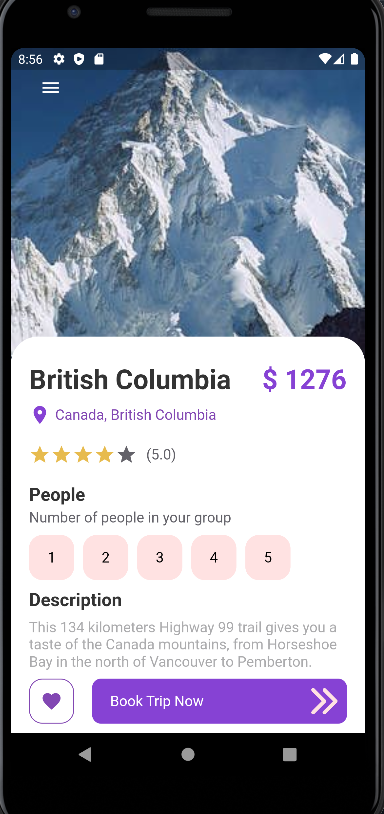 8:56
British Columbia $ 1276
Canada, British Columbia
(5.0)
People
Number of people in your group
1 2 3 4 5
Description
This 134 kilometers Highway 99 trail gives you a
taste of the Canada mountains, from Horseshoe
Bay in the north of Vancouver to Pemberton.
Book Trip Now